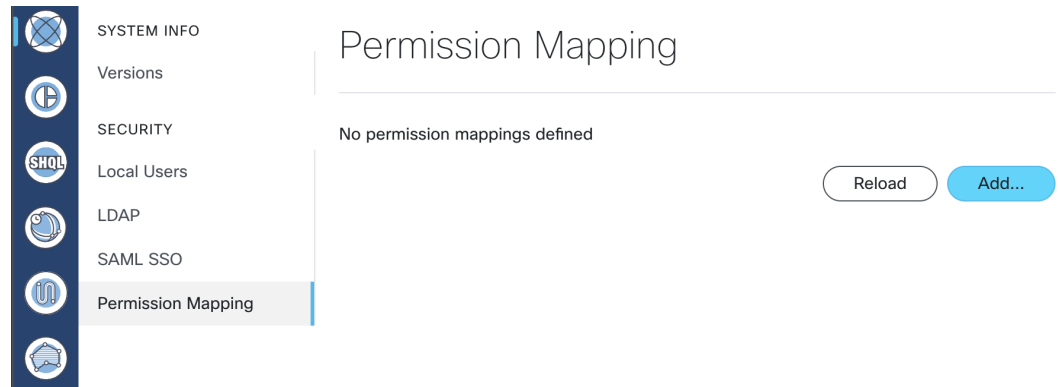 SYSTEM INFO
Versions
SECURITY
Local Users
LDAP
SAML SSO
Permission Mapping
SHQL
Permission Mapping
No permission mappings defined
Reload
Add...